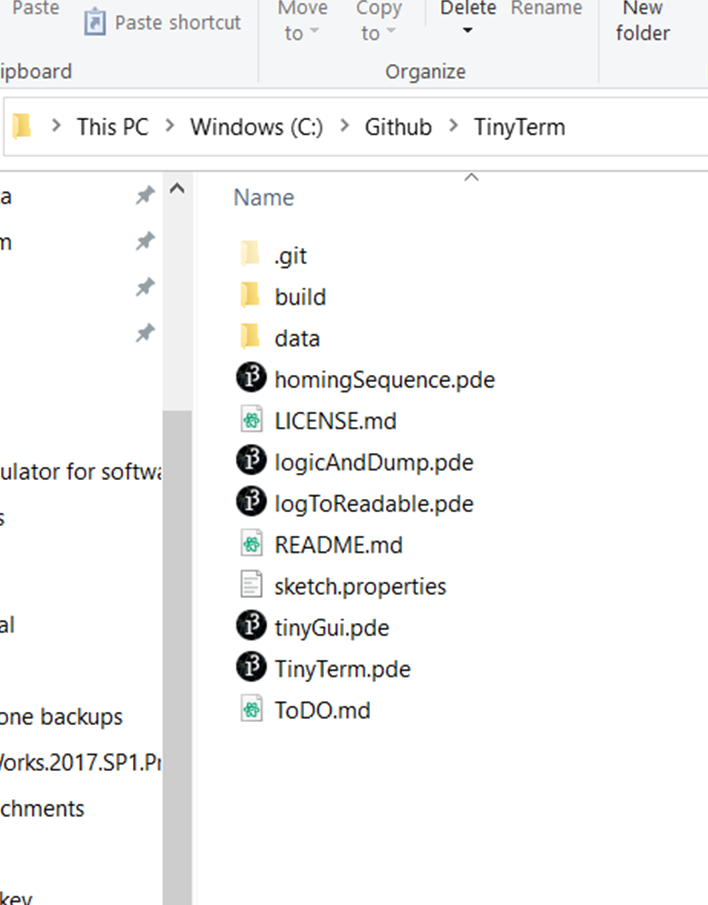 Paste
Paste shortcut
Move
to
Copy
to
Delete
Rename
New
folder
ipboard
Organize
This PC > Windows (C:) > Github > TinyTerm
a
m
s
ulator for softwa
al
one backups
Works.2017.SP1.Pr
chments
key
Name
.git
build
data
homingSequence.pde
LICENSE.md
logicAndDump.pde
logToReadable.pde
README.md
sketch.properties
tinyGui.pde
TinyTerm.pde
ToDO.md